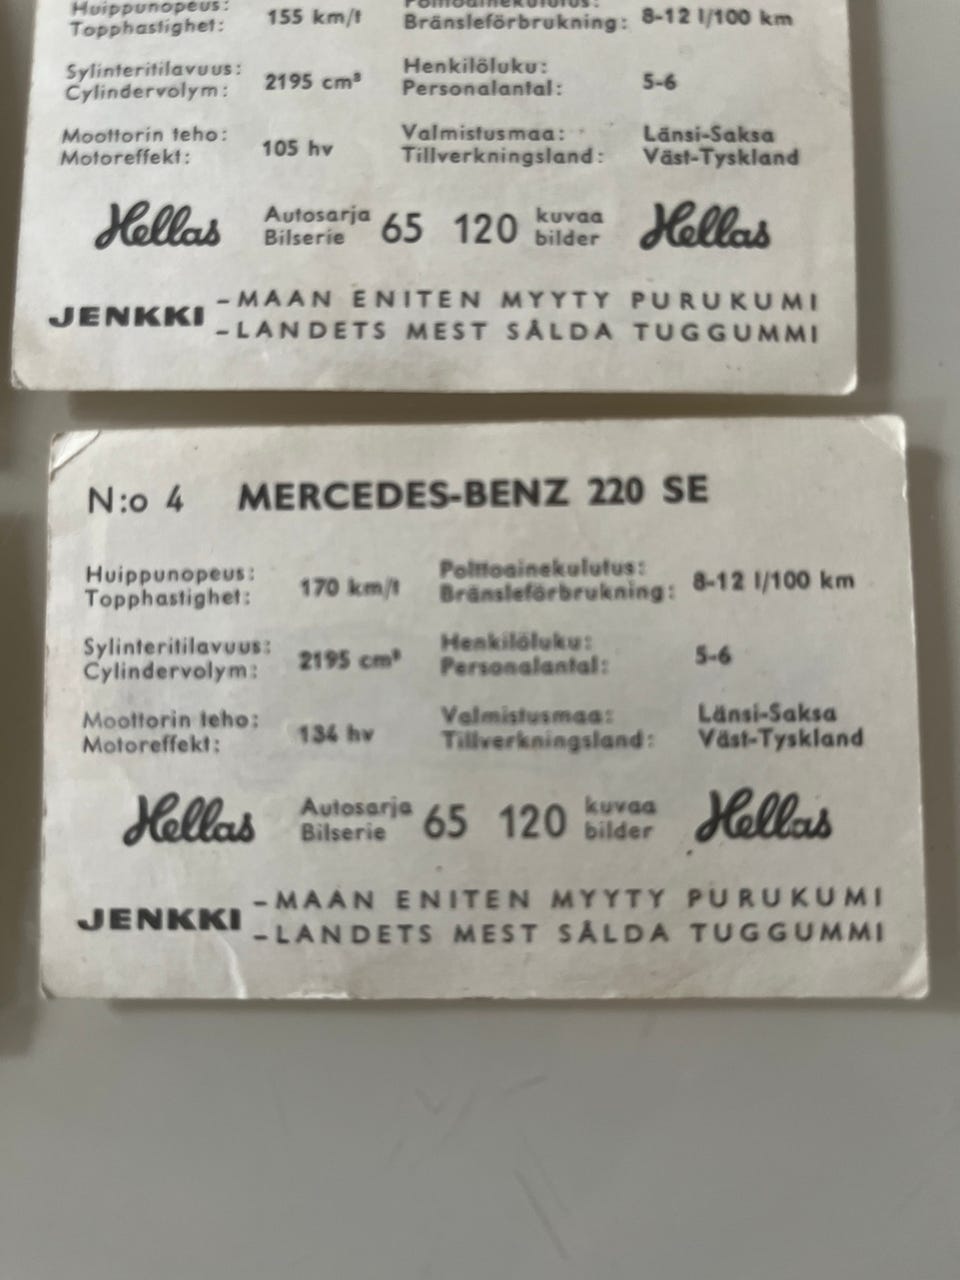 Huippunopeus:
Topphastighet:
155 km/t
Polttoainekulutus:
Bränsleförbrukning:
8-12 l/100 km
Sylinteritilavuus:
Cylindervolym:
2195 cm³
Henkilöluku:
Personalantal:
5-6
Moottorin teho:
Motoreffekt:
105 hv
Valmistusmaa:
Tillverkningsland:
Länsi-Saksa
Väst-Tyskland
Hellas
Autosarja
Bilserie
65 120
kuvaa
bilder
Hellas
JENKKI
-MAAN ENITEN MYYTY PURUKUMI
-LANDETS MEST SÅLDA TUGGUMMI
N:o 4 MERCEDES-BENZ 220 SE
Huippunopeus:
Topphastighet:
170 km/t
Polttoainekulutus:
Bränsleförbrukning:
8-12 l/100 km
Sylinteritilavuus:
Cylindervolym:
2195 cm³
Henkilöluku:
Personalantal:
5-6
Moottorin teho:
Motoreffekt:
134 hv
Valmistusmaa:
Tillverkningsland:
Länsi-Saksa
Väst-Tyskland
Hellas
Autosarja
Bilserie
65 120
kuvaa
bilder
Hellas
JENKKI
-MAAN ENITEN MYYTY PURUKUMI
-LANDETS MEST SÅLDA TUGGUMMI